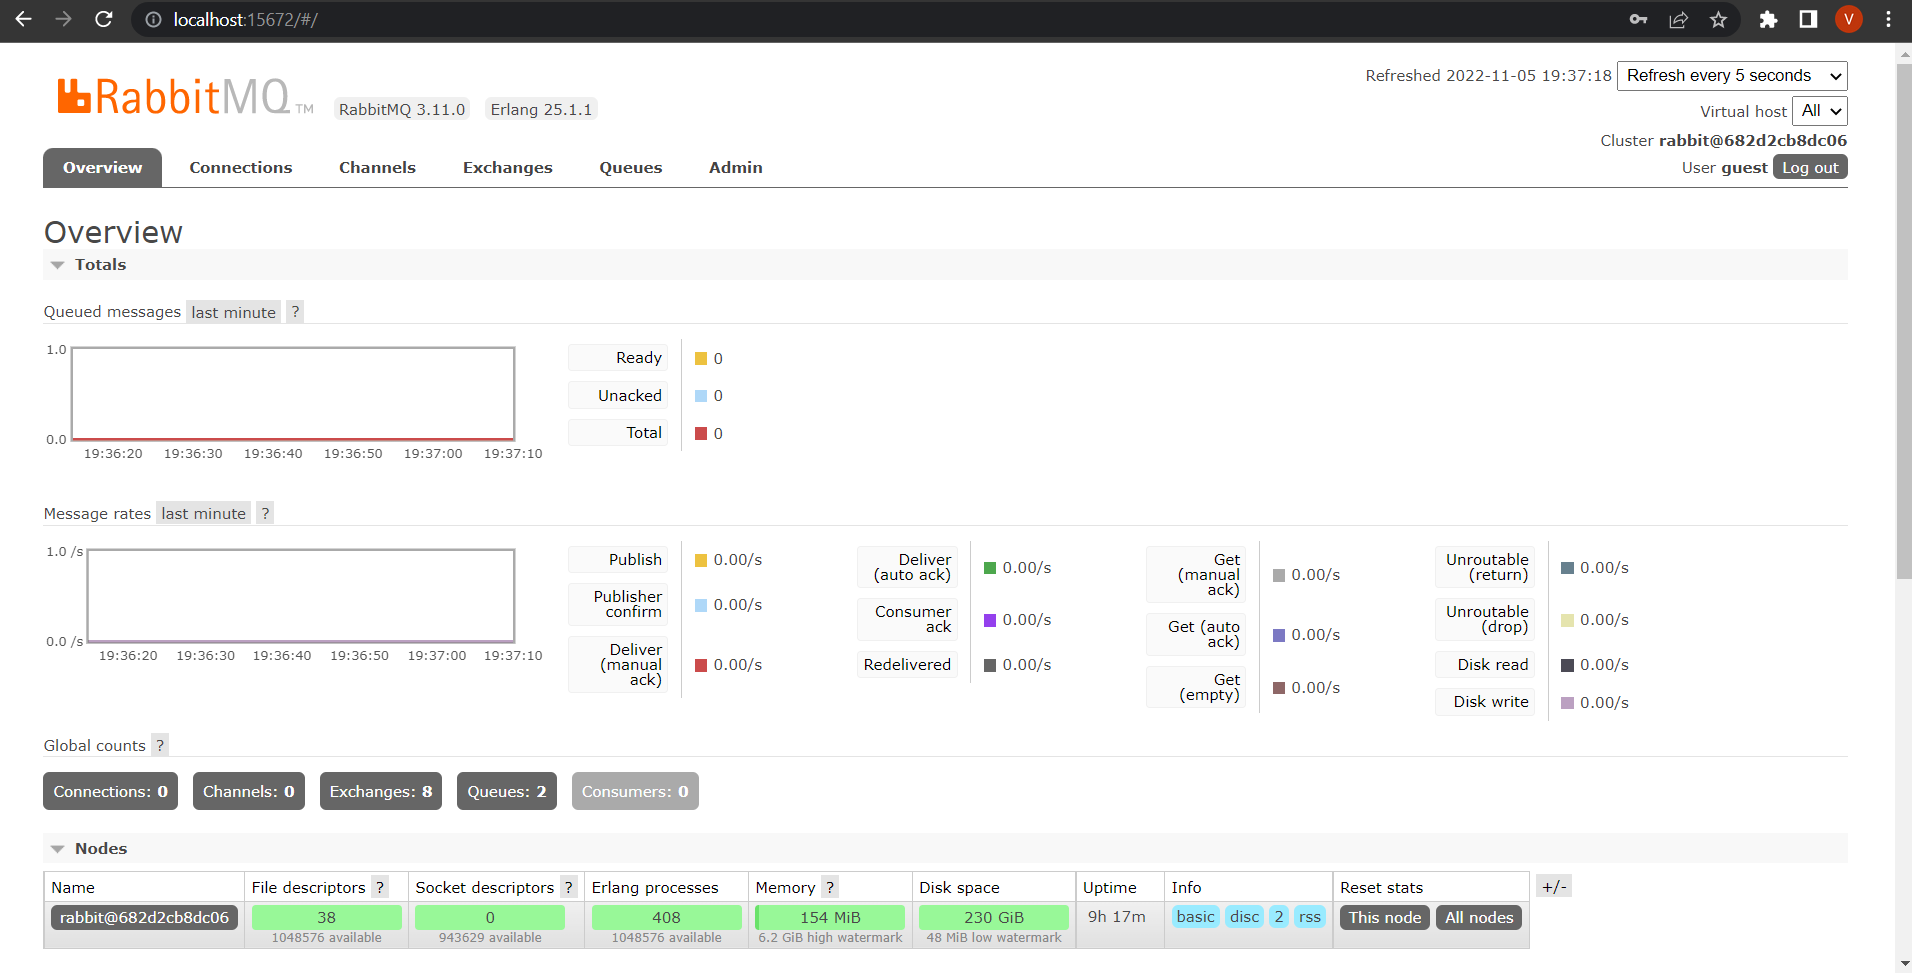 localhost:15672/#/
V
RabbitMQ TM
RabbitMQ 3.11.0 Erlang 25.1.1
Refreshed 2022-11-05 19:37:18 Refresh every 5 seconds
Virtual host All
Cluster rabbit@682d2cb8dc06
User guest Log out
Overview Connections Channels Exchanges Queues Admin
Overview
Totals
Queued messages last minute ?
1.0
0.0
19:36:20 19:36:30 19:36:40 19:36:50 19:37:00 19:37:10
Ready 0
Unacked 0
Total 0
Message rates last minute ?
1.0 /s
0.0 /s
19:36:20 19:36:30 19:36:40 19:36:50 19:37:00 19:37:10
Publish 0.00/s
Publisher
confirm 0.00/s
Deliver
(manual
ack) 0.00/s
Deliver
(auto ack) 0.00/s
Consumer
ack 0.00/s
Redelivered 0.00/s
Get
(manual
ack) 0.00/s
Get (auto
ack) 0.00/s
Get
(empty) 0.00/s
Unroutable
(return) 0.00/s
Unroutable
(drop) 0.00/s
Disk read 0.00/s
Disk write 0.00/s
Global counts ?
Connections: 0 Channels: 0 Exchanges: 8 Queues: 2 Consumers: 0
Nodes
Name File descriptors ? Socket descriptors ? Erlang processes Memory ? Disk space Uptime Info Reset stats +/-
rabbit@682d2cb8dc06 38 0 408 154 MiB 230 GiB 9h 17m basic disc 2 rss This node All nodes
1048576 available 943629 available 1048576 available 6.2 GiB high watermark 48 MiB low watermark